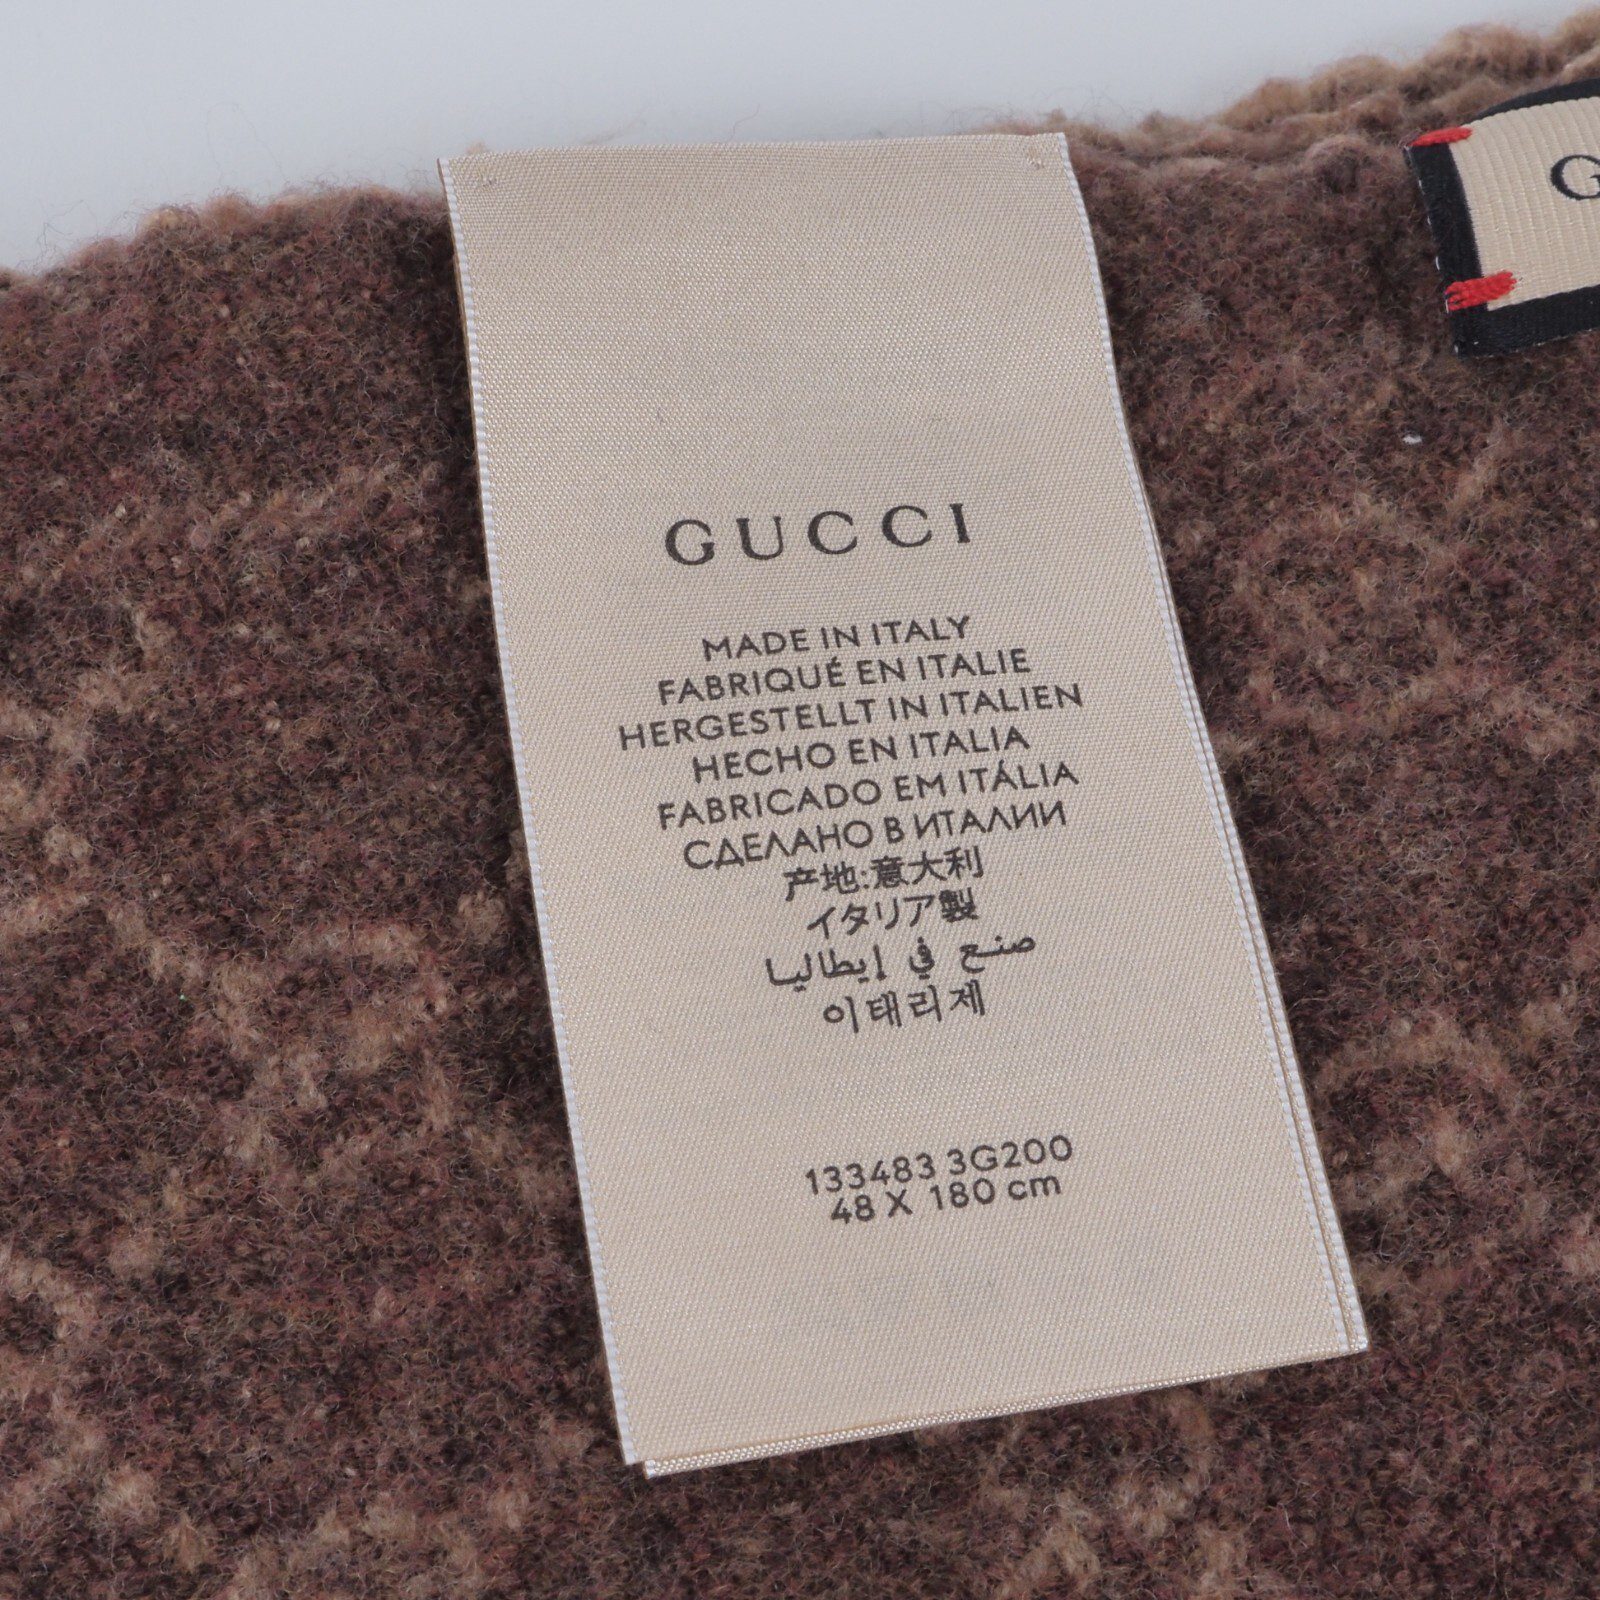 GUCCI
MADE IN ITALY
FABRIQUÉ EN ITALIE
HERGESTELLT IN ITALIEN
HECHO EN ITALIA
FABRICADO EM ITÁLIA
СДЕЛАНО В ИТАЛИИ
产地:意大利
イタリア製
صنع في إيطاليا
이태리제
133483 3G200
48 X 180 cm
G